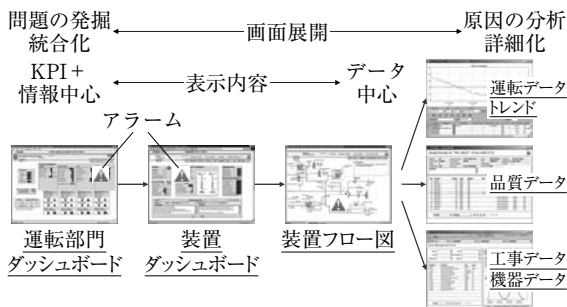 問題の発掘
統合化
画面展開
原因の分析
詳細化
KPI＋
情報中心
表示内容
データ
中心
アラーム
運転データ
トレンド
品質データ
工事データ
機器データ
運転部門
ダッシュボード
装置
ダッシュボード
装置フロー図